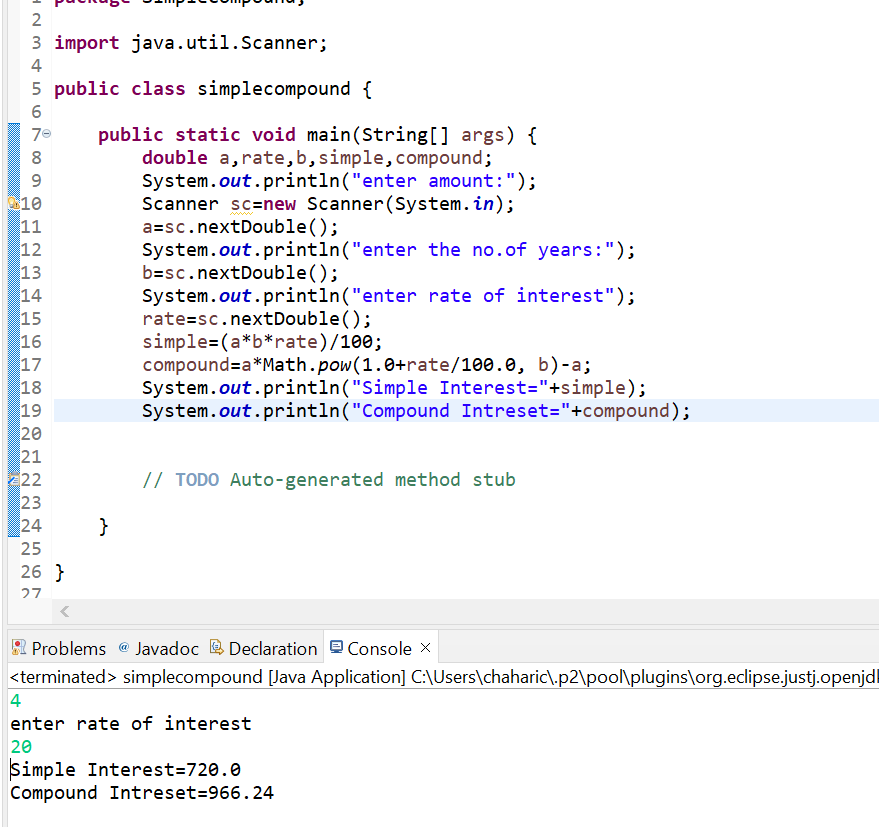 2
3 import java.util.Scanner;
4
5 public class simplecompound {
6
7 public static void main(String[] args) {
8 double a,rate,b,simple,compound;
9 System.out.println("enter amount:");
10 Scanner sc=new Scanner(System.in);
11 a=sc.nextDouble();
12 System.out.println("enter the no.of years:");
13 b=sc.nextDouble();
14 System.out.println("enter rate of interest");
15 rate=sc.nextDouble();
16 simple=(a*b*rate)/100;
17 compound=a*Math.pow(1.0+rate/100.0, b)-a;
18 System.out.println("Simple Interest="+simple);
19 System.out.println("Compound Intreset="+compound);
20
21
22 // TODO Auto-generated method stub
23
24 }
25
26 }
27
Problems Javadoc Declaration Console
<terminated> simplecompound [Java Application] C:\Users\chaharic\.p2\pool\plugins\org.eclipse.justj.openjd
4
enter rate of interest
20
Simple Interest=720.0
Compound Intreset=966.24